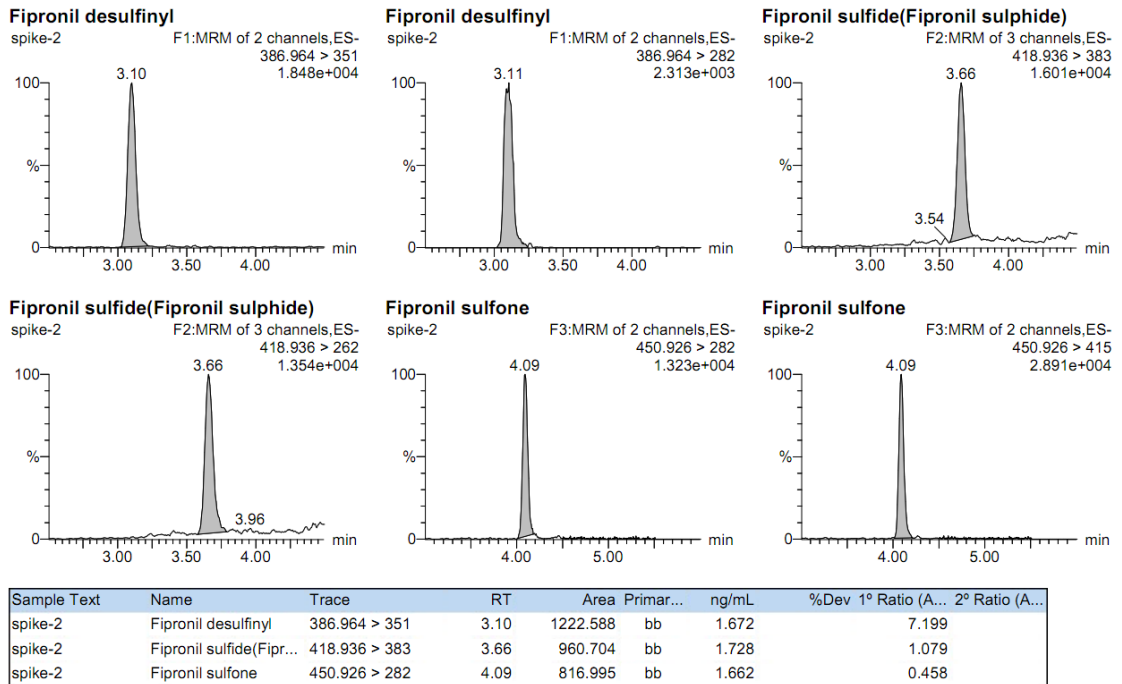 Fipronil desulfinyl
spike-2 F1:MRM of 2 channels,ES-
386.964 > 351
1.848e+004
3.10
100
%
0
3.00 3.50 4.00 min
Fipronil desulfinyl
spike-2 F1:MRM of 2 channels,ES-
386.964 > 282
2.313e+003
3.11
100
%
0
3.00 3.50 4.00 min
Fipronil sulfide(Fipronil sulphide)
spike-2 F2:MRM of 3 channels,ES-
418.936 > 383
1.601e+004
3.66
100
%
3.54
0
3.00 3.50 4.00 min
Fipronil sulfide(Fipronil sulphide)
spike-2 F2:MRM of 3 channels,ES-
418.936 > 262
1.354e+004
3.66
100
%
3.96
0
3.00 3.50 4.00 min
Fipronil sulfone
spike-2 F3:MRM of 2 channels,ES-
450.926 > 282
1.323e+004
4.09
100
%
0
4.00 5.00 min
Fipronil sulfone
spike-2 F3:MRM of 2 channels,ES-
450.926 > 415
2.891e+004
4.09
100
%
0
4.00 5.00 min
Sample Text Name Trace RT Area Primar... ng/mL %Dev 1º Ratio (A... 2º Ratio (A...
spike-2 Fipronil desulfinyl 386.964 > 351 3.10 1222.588 bb 1.672 7.199
spike-2 Fipronil sulfide(Fipr... 418.936 > 383 3.66 960.704 bb 1.728 1.079
spike-2 Fipronil sulfone 450.926 > 282 4.09 816.995 bb 1.662 0.458